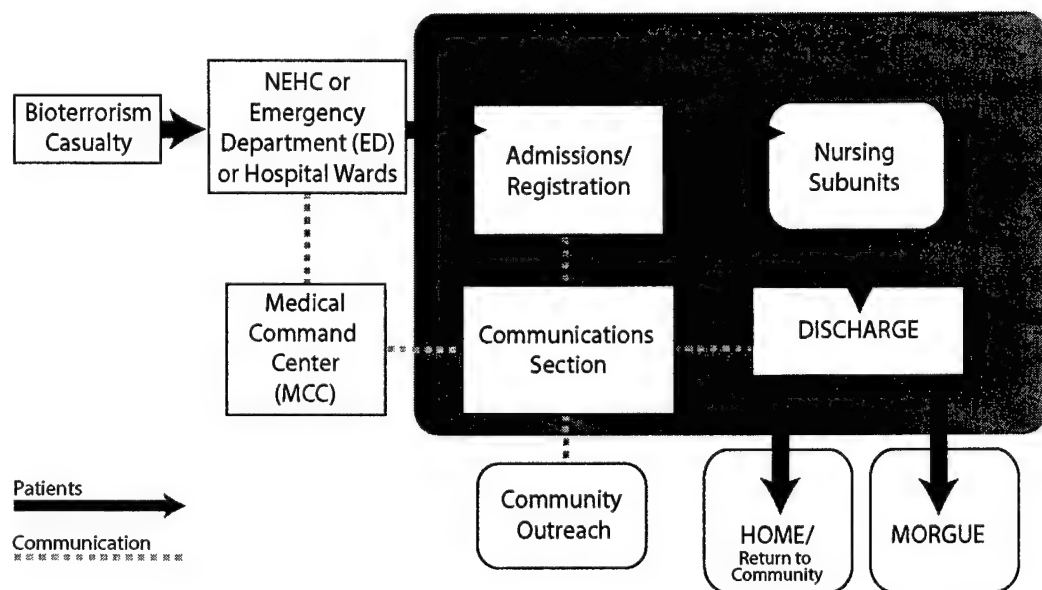 Bioterrorism
Casualty
NEHC or
Emergency
Department (ED)
or Hospital Wards
Admissions/
Registration
Nursing
Subunits
Medical
Command
Center
(MCC)
Communications
Section
DISCHARGE
Community
Outreach
HOME/
Return to
Community
MORGUE
Patients
Communication